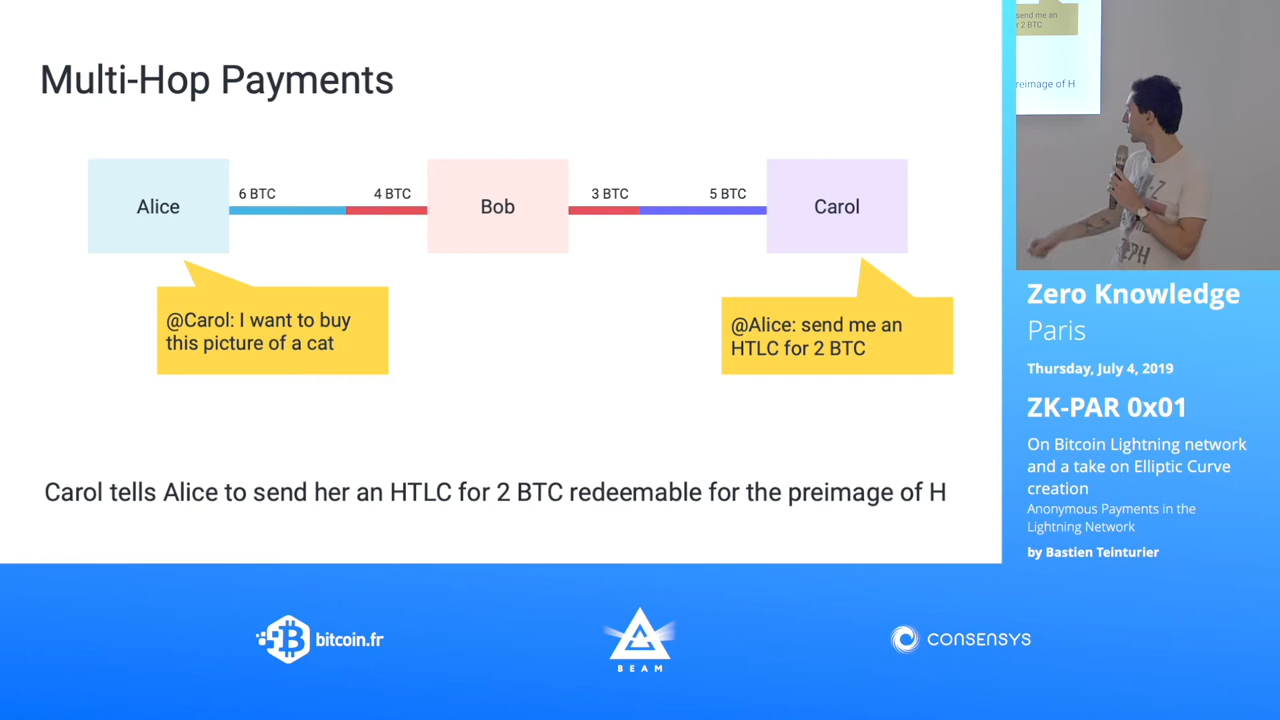 Multi-Hop Payments
Alice
6 BTC
4 BTC
Bob
3 BTC
5 BTC
Carol
@Carol: I want to buy
this picture of a cat
@Alice: send me an
HTLC for 2 BTC
Carol tells Alice to send her an HTLC for 2 BTC redeemable for the preimage of H
send me an
r 2 BTC
preimage of H
Zero Knowledge
Paris
Thursday, July 4, 2019
ZK-PAR 0x01
On Bitcoin Lightning network
and a take on Elliptic Curve
creation
Anonymous Payments in the
Lightning Network
by Bastien Teinturier
bitcoin.fr
BEAM
CONSENSYS